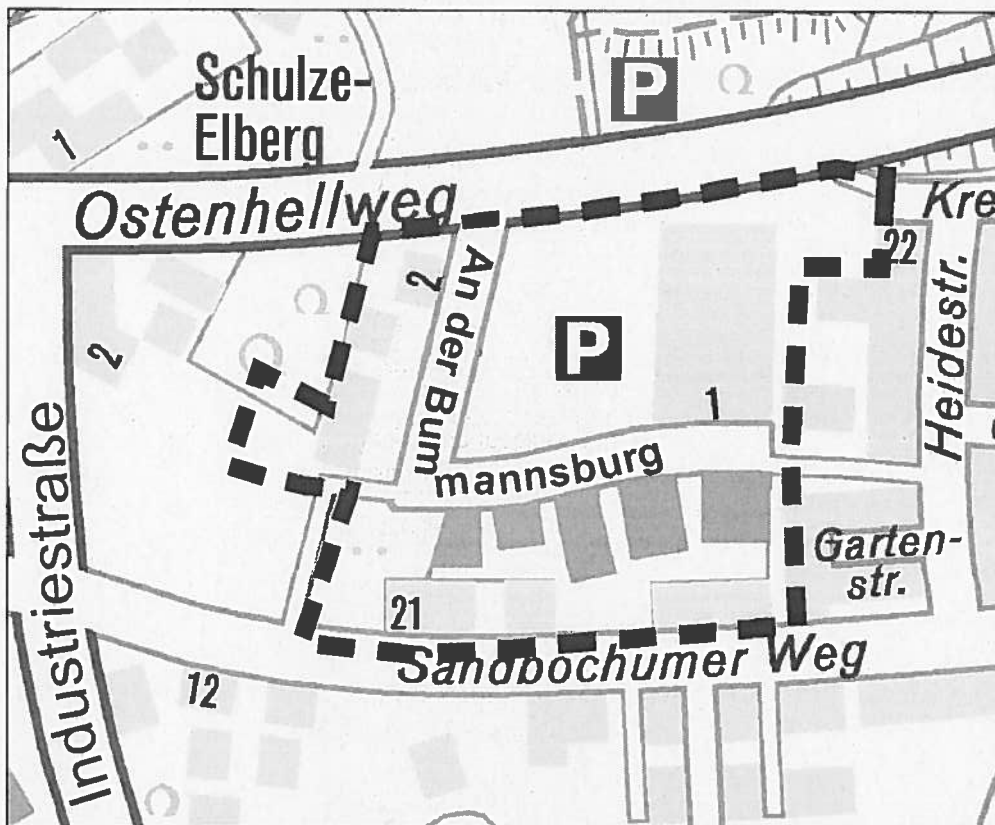 Schulze-
Elberg
P
1
Ostenhellweg
Kre
22
2
An der Bum
mannsburg
2
P
1
Heidestr.
Industriestraße
Garten-
str.
21
Sandbochumer Weg
12